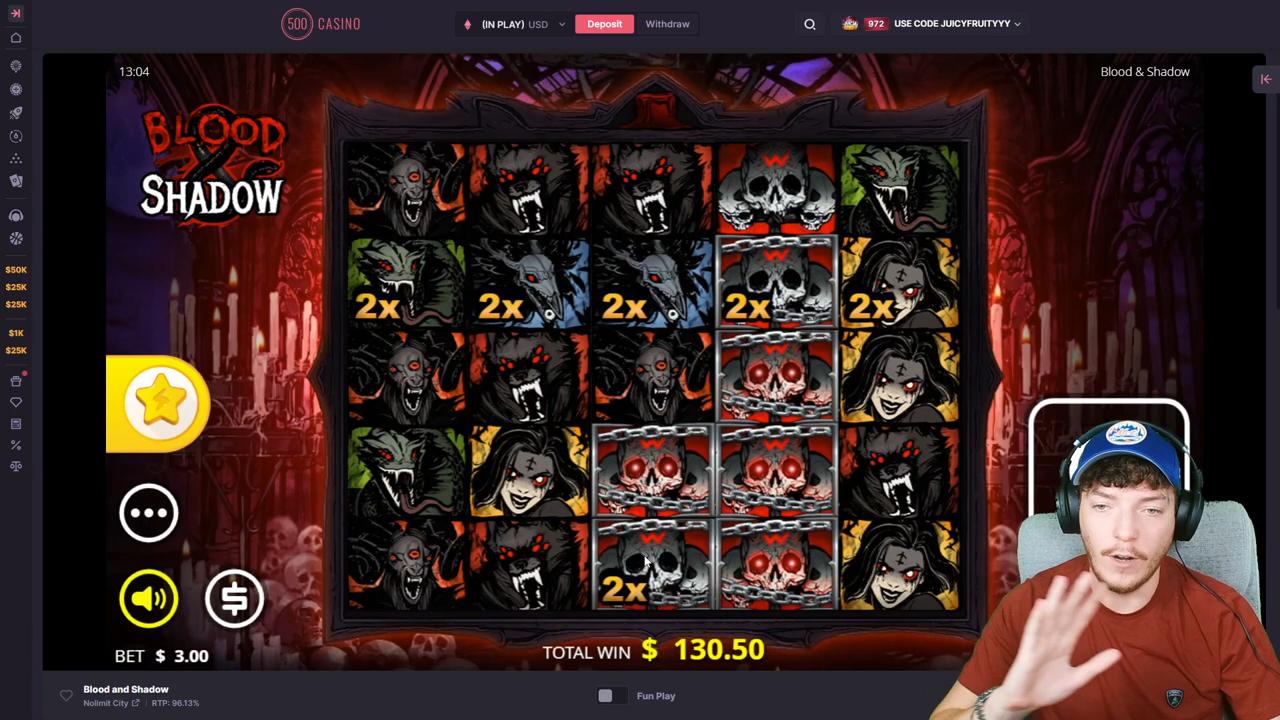 500 CASINO
(IN PLAY) USD
Deposit
Withdraw
972
USE CODE JUICYFRUITYYY
13:04
Blood & Shadow
BLOOD
&
SHADOW
$50K
$25K
$25K
$1K
$25K
2x
2x
2x
2x
2x
2x
BET $ 3.00
TOTAL WIN $ 130.50
Blood and Shadow
Nolimit City
RTP: 96.13%
Fun Play